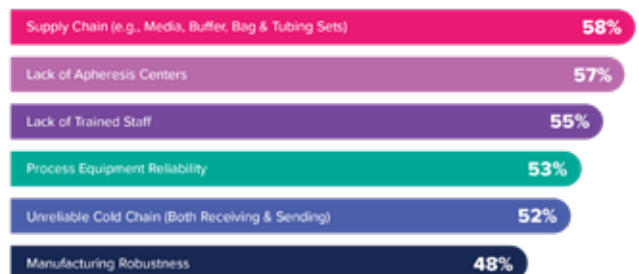 Supply Chain (e.g., Media, Buffer, Bag & Tubing Sets) 58%
Lack of Apheresis Centers 57%
Lack of Trained Staff 55%
Process Equipment Reliability 53%
Unreliable Cold Chain (Both Receiving & Sending) 52%
Manufacturing Robustness 48%